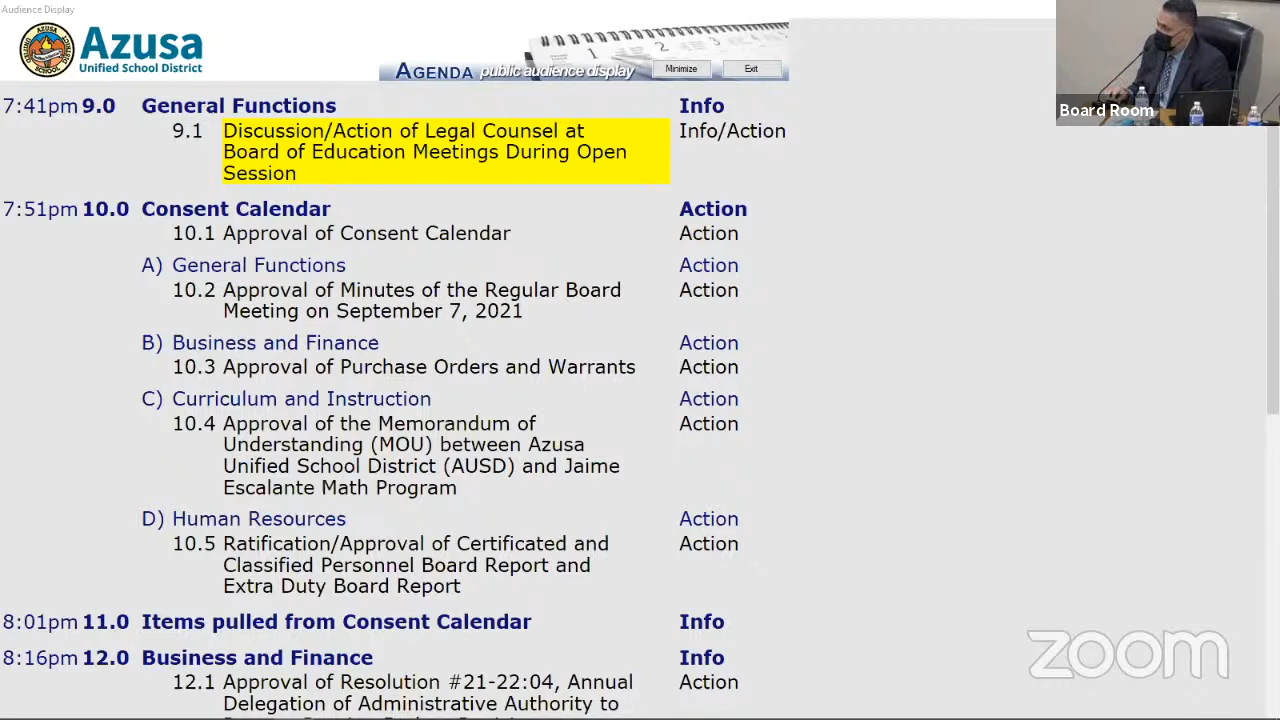 Audience Display
Azusa
Unified School District
AGENDA public audience display
Minimize
Exit
Board Room
7:41pm 9.0 General Functions Info
9.1 Discussion/Action of Legal Counsel at Info/Action
Board of Education Meetings During Open
Session
7:51pm 10.0 Consent Calendar Action
10.1 Approval of Consent Calendar Action
A) General Functions Action
10.2 Approval of Minutes of the Regular Board Action
Meeting on September 7, 2021
B) Business and Finance Action
10.3 Approval of Purchase Orders and Warrants Action
C) Curriculum and Instruction Action
10.4 Approval of the Memorandum of Action
Understanding (MOU) between Azusa
Unified School District (AUSD) and Jaime
Escalante Math Program
D) Human Resources Action
10.5 Ratification/Approval of Certificated and Action
Classified Personnel Board Report and
Extra Duty Board Report
8:01pm 11.0 Items pulled from Consent Calendar Info
8:16pm 12.0 Business and Finance Info
12.1 Approval of Resolution #21-22:04, Annual Action
Delegation of Administrative Authority to
zoom